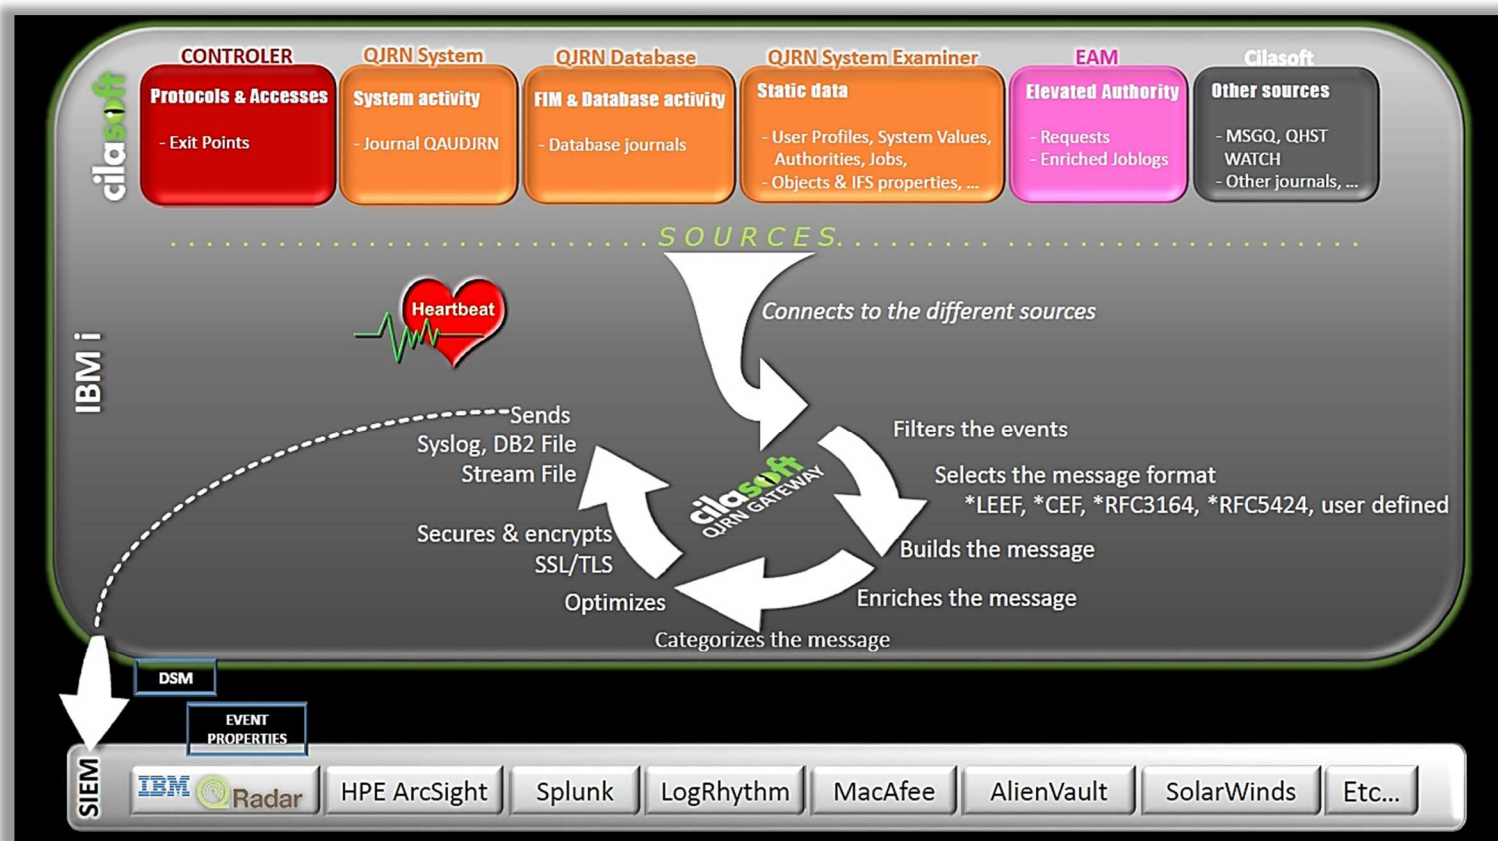 CONTROLER
QJRN System
QJRN Database
QJRN System Examiner
EAM
Cilasoft
cilasoft
Protocols & Accesses
- Exit Points
System activity
- Journal QAUDJRN
FIM & Database activity
- Database journals
Static data
- User Profiles, System Values,
Authorities, Jobs,
- Objects & IFS properties, ...
Elevated Authority
- Requests
- Enriched Joblogs
Other sources
- MSGQ, QHST
WATCH
- Other journals, ...
SOURCES
Heartbeat
Connects to the different sources
IBM i
Sends
Syslog, DB2 File
Stream File
Filters the events
Selects the message format
*LEEF, *CEF, *RFC3164, *RFC5424, user defined
cilasoft
QJRN GATEWAY
Secures & encrypts
SSL/TLS
Builds the message
Optimizes
Enriches the message
Categorizes the message
DSM
EVENT
PROPERTIES
SIEM
IBM QRadar
HPE ArcSight
Splunk
LogRhythm
MacAfee
AlienVault
SolarWinds
Etc...